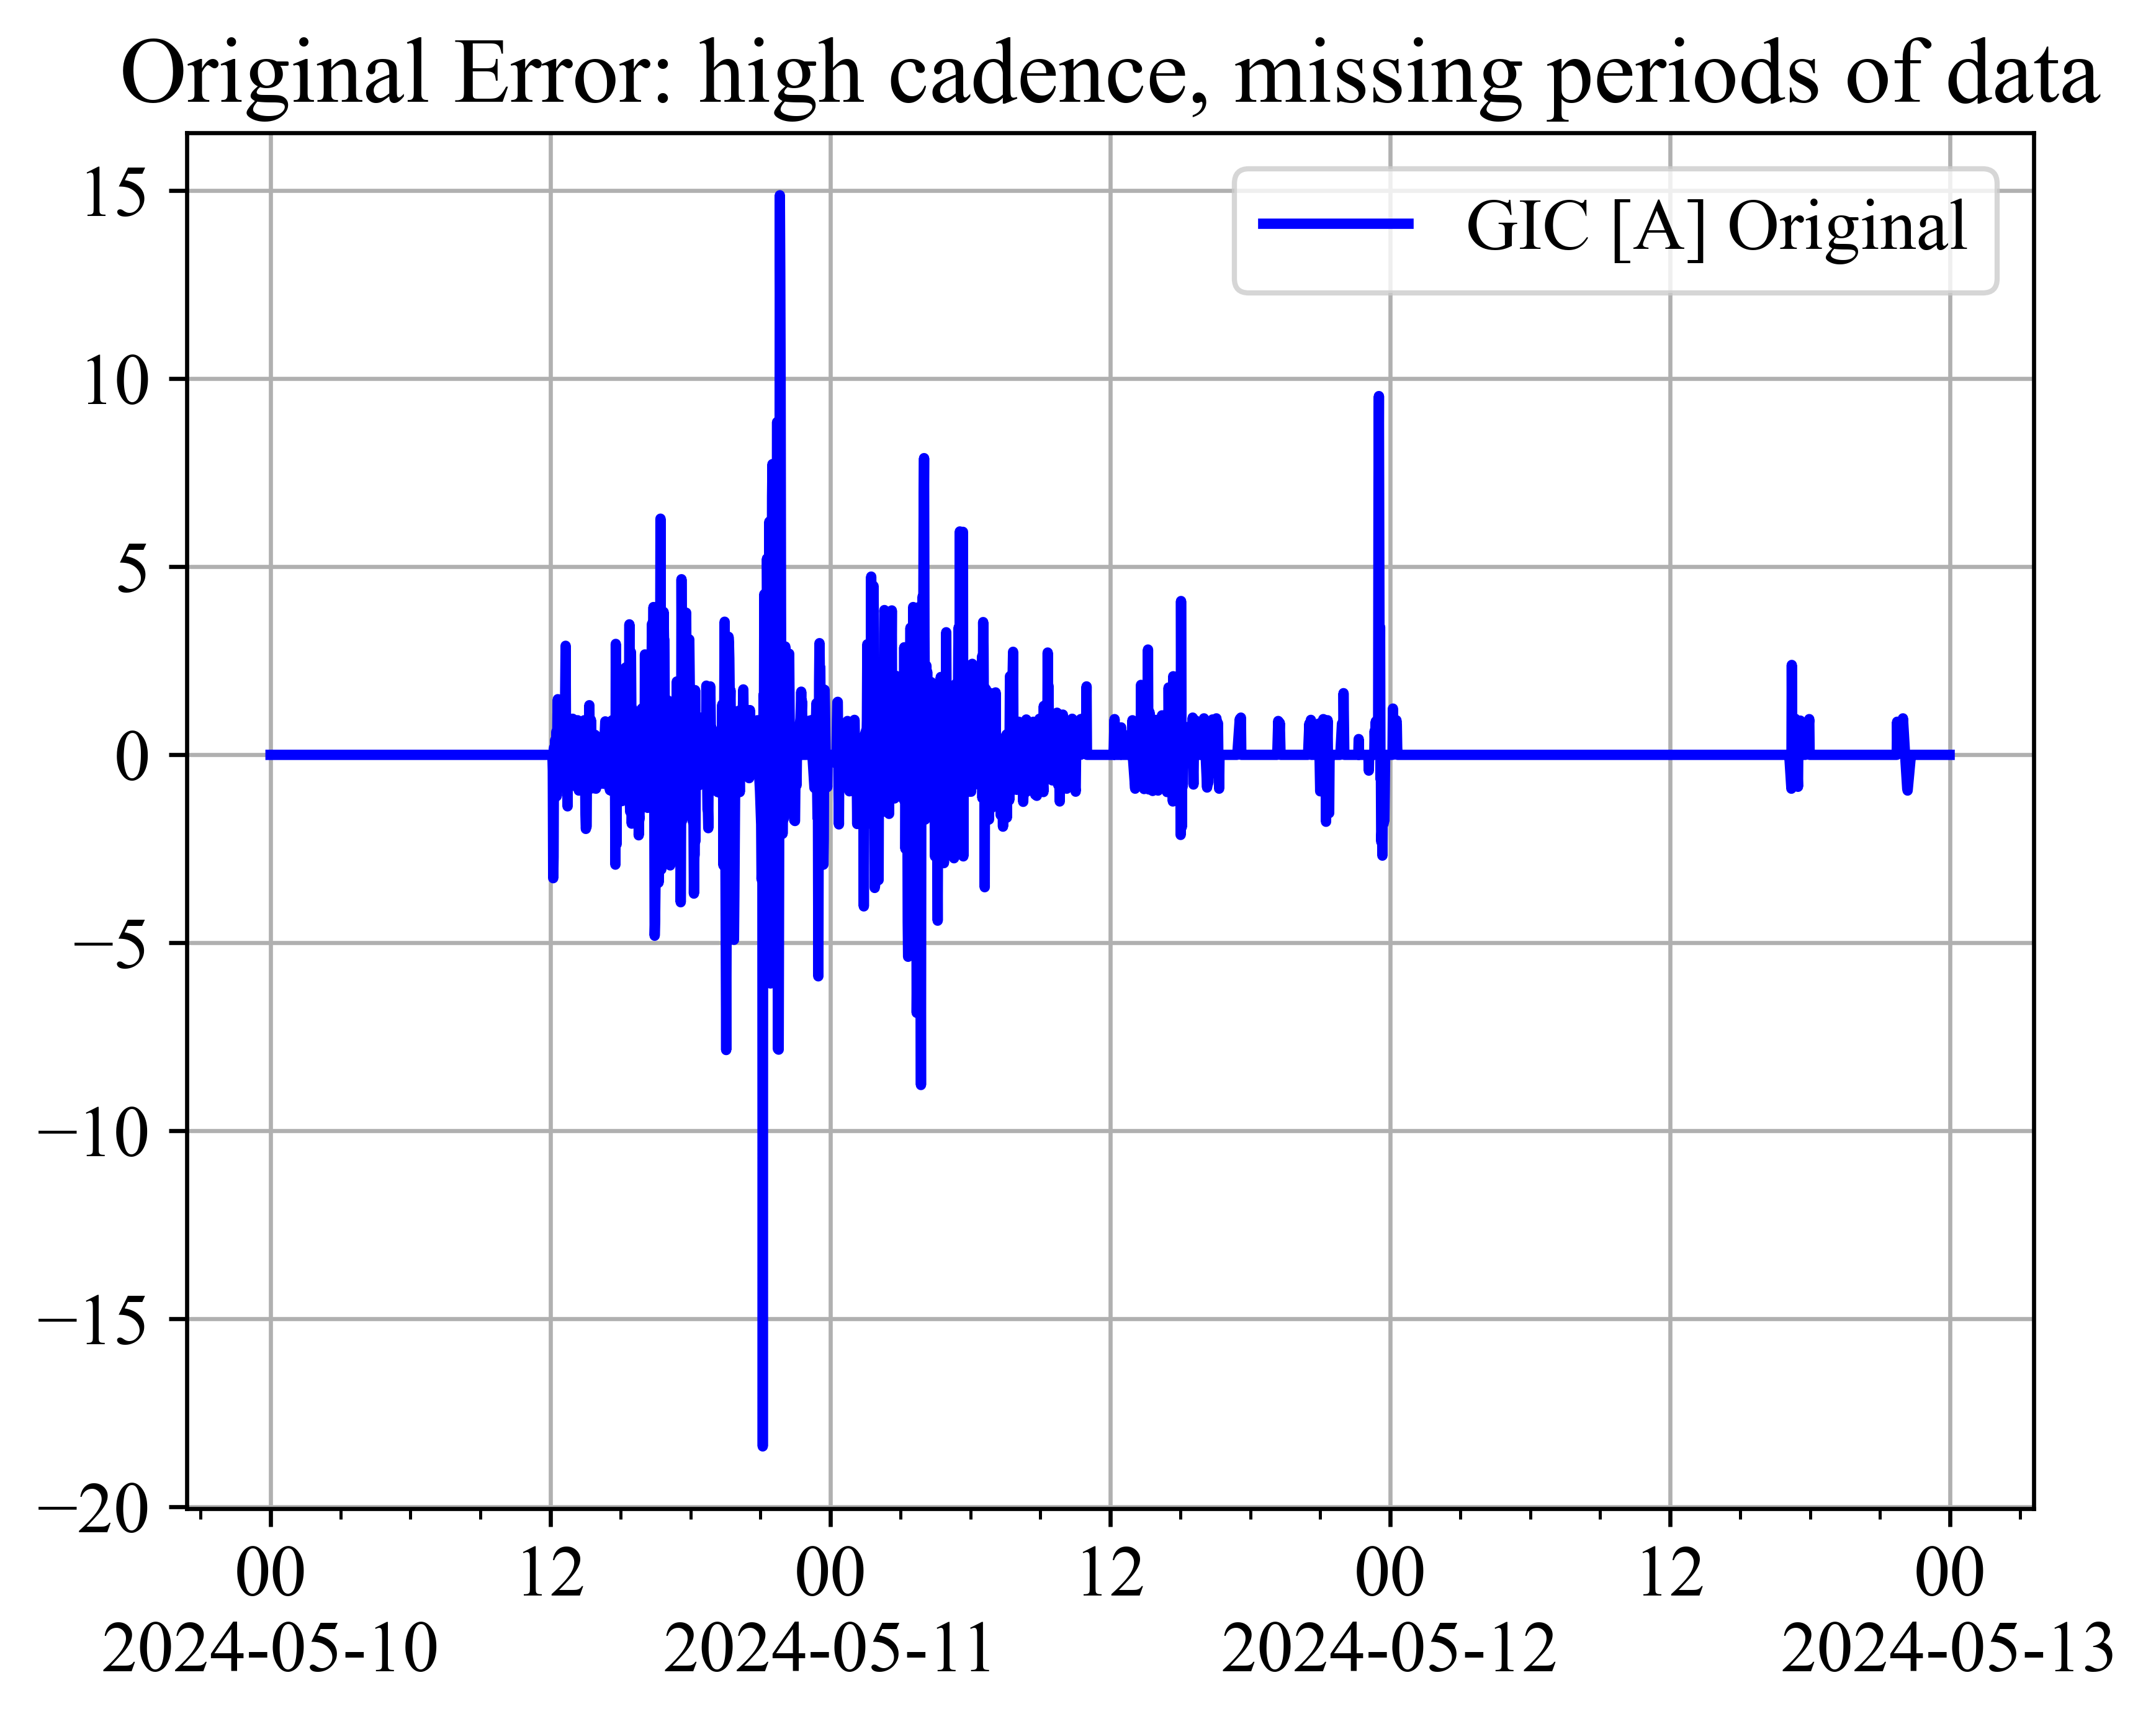 Original Error: high cadence, missing periods of data
GIC [A] Original
15
10
5
0
−5
−10
−15
−20
00 12 00 12 00 12 00
2024-05-10 2024-05-11 2024-05-12 2024-05-13